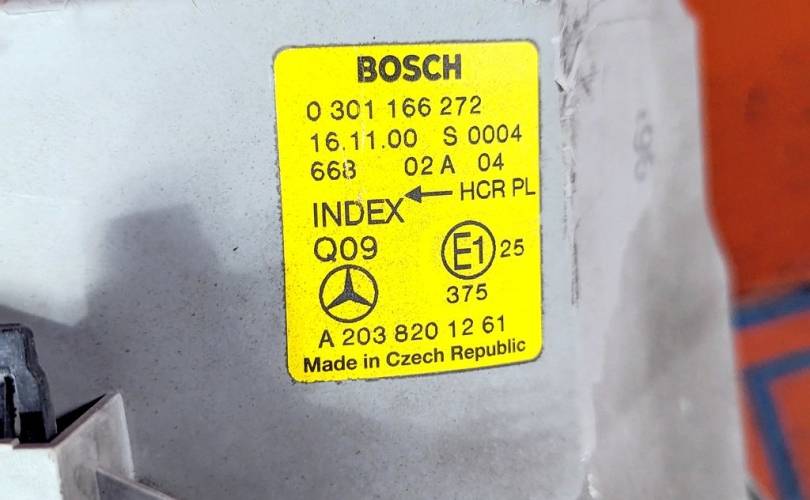 BOSCH
0 301 166 272
16.11.00 S 0004
668 02 A 04
← HCR PL
INDEX
Q09
E1 25
375
A 203 820 12 61
Made in Czech Republic